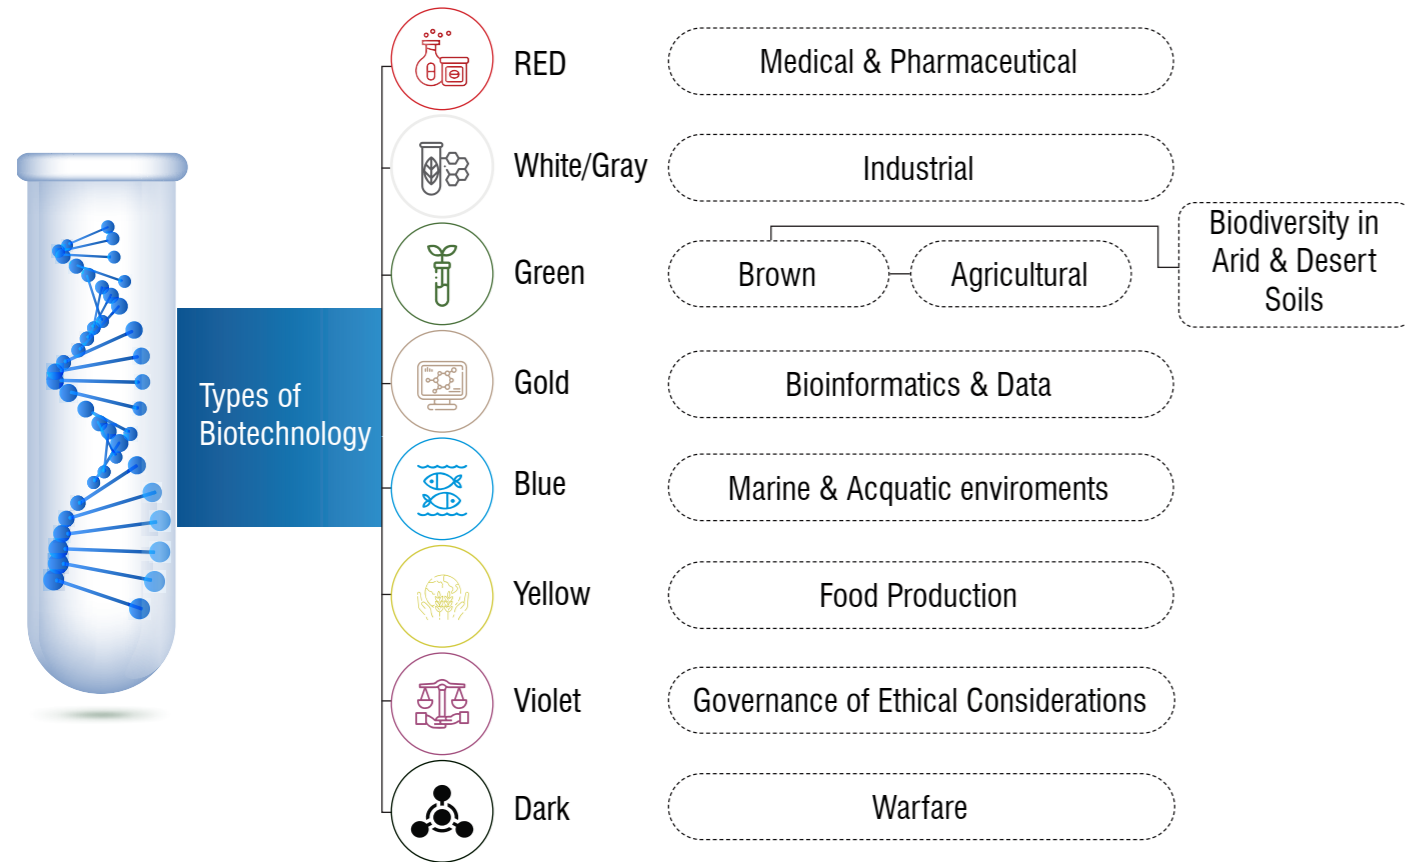 RED
Medical & Pharmaceutical
White/Gray
Industrial
Green
Brown
Agricultural
Biodiversity in
Arid & Desert
Soils
Types of
Biotechnology
Gold
Bioinformatics & Data
Blue
Marine & Acquatic enviroments
Yellow
Food Production
Violet
Governance of Ethical Considerations
Dark
Warfare